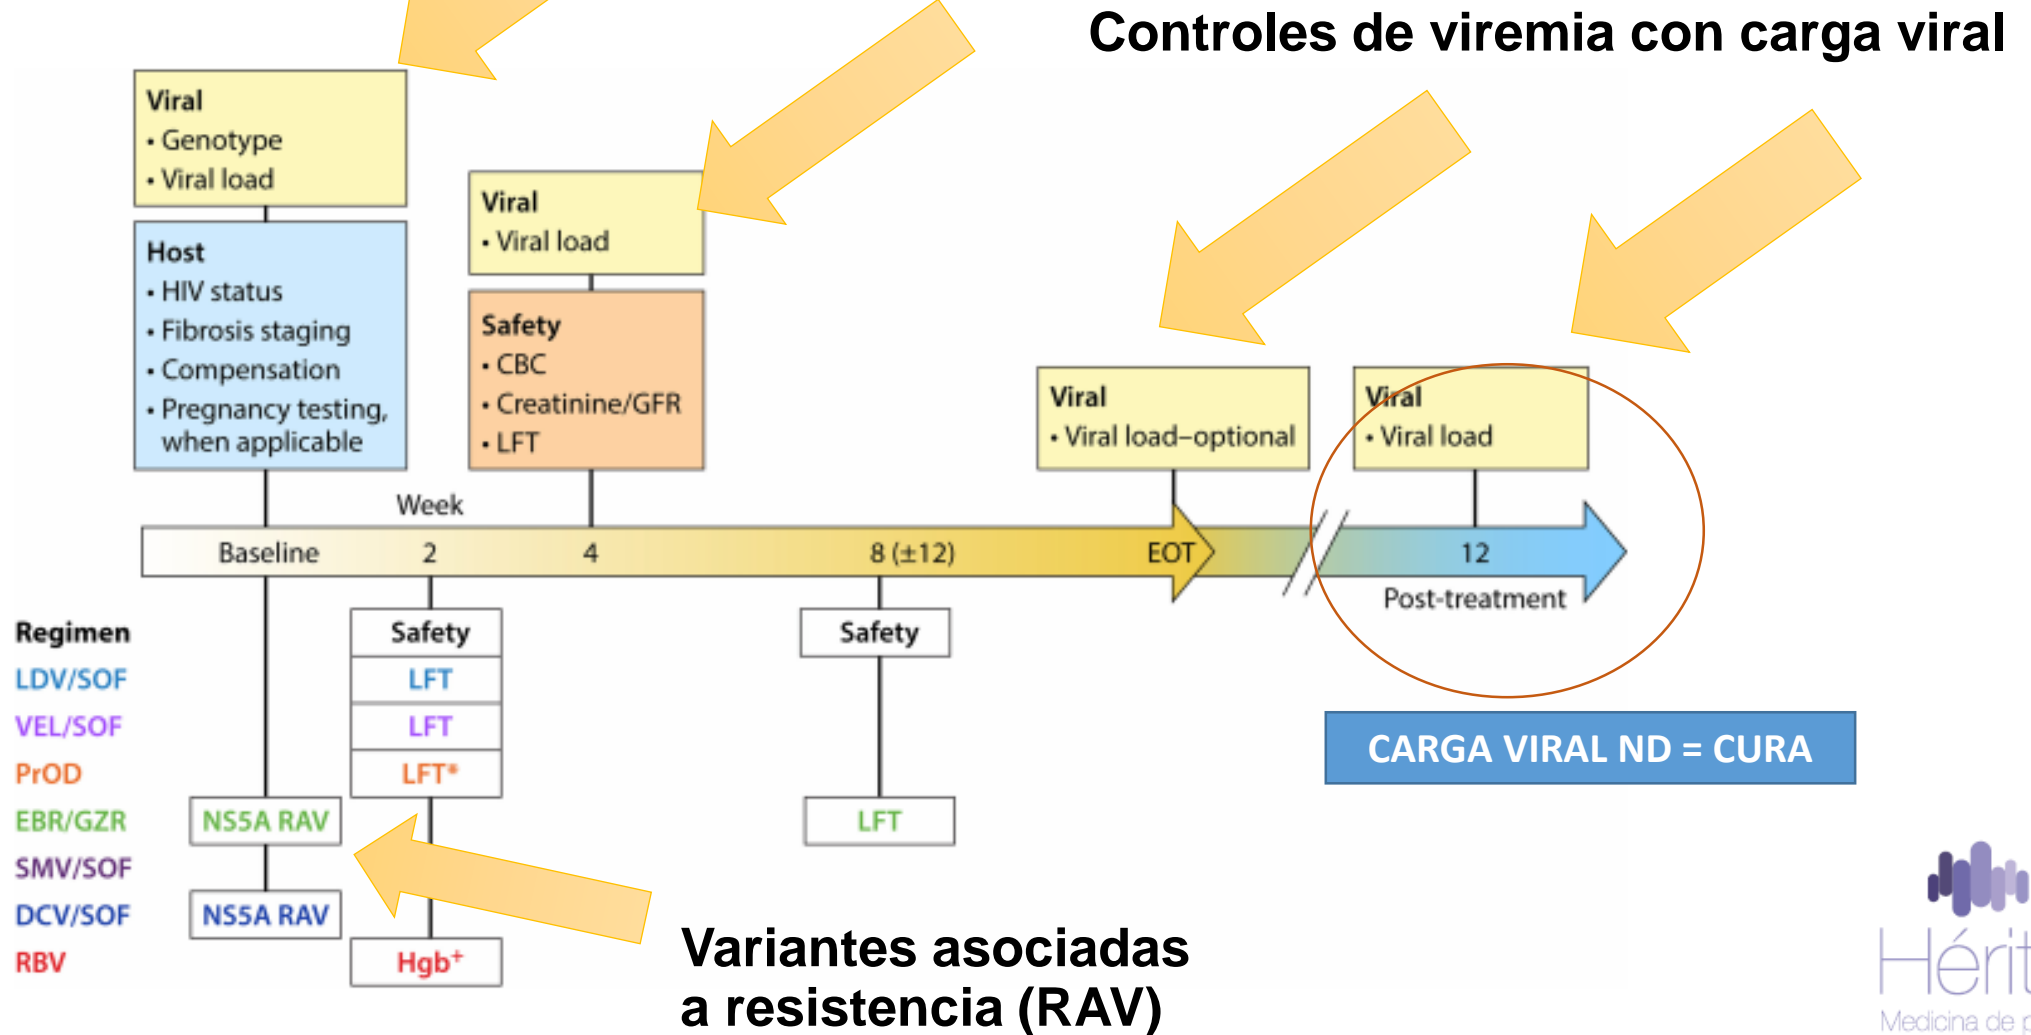 Controles de viremia con carga viral
Viral
• Genotype
• Viral load
Host
• HIV status
• Fibrosis staging
• Compensation
• Pregnancy testing,
when applicable
Viral
• Viral load
Safety
• CBC
• Creatinine/GFR
• LFT
Viral
• Viral load–optional
Viral
• Viral load
Week
Baseline 2 4 8 (±12) EOT 12
Post-treatment
Regimen Safety Safety
LDV/SOF LFT
VEL/SOF LFT
PrOD LFT*
EBR/GZR NS5A RAV LFT
SMV/SOF
DCV/SOF NS5A RAV
RBV Hgb+
CARGA VIRAL ND = CURA
Variantes asociadas
a resistencia (RAV)
Medicina de